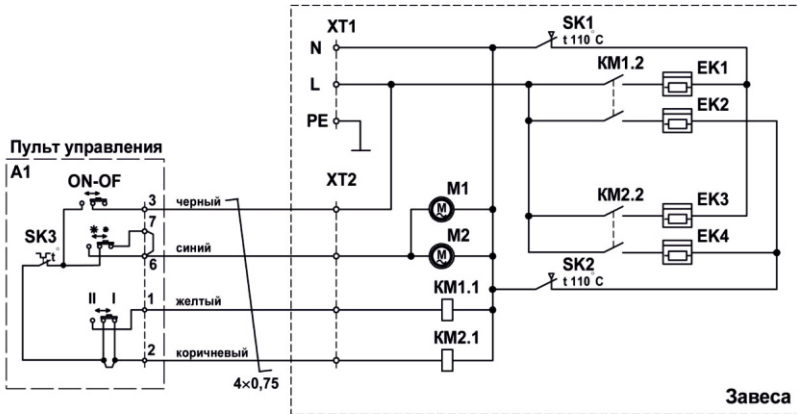 XT1
N
L
PE
SK1
t 110°C
KM1.2
EK1
EK2
Пульт управления
A1
ON-OF
3
черный
XT2
M1
M
7
SK3
t°
синий
6
M2
M
KM2.2
EK3
EK4
SK2
t 110°C
II
I
1
желтый
KM1.1
2
коричневый
KM2.1
4×0,75
Завеса